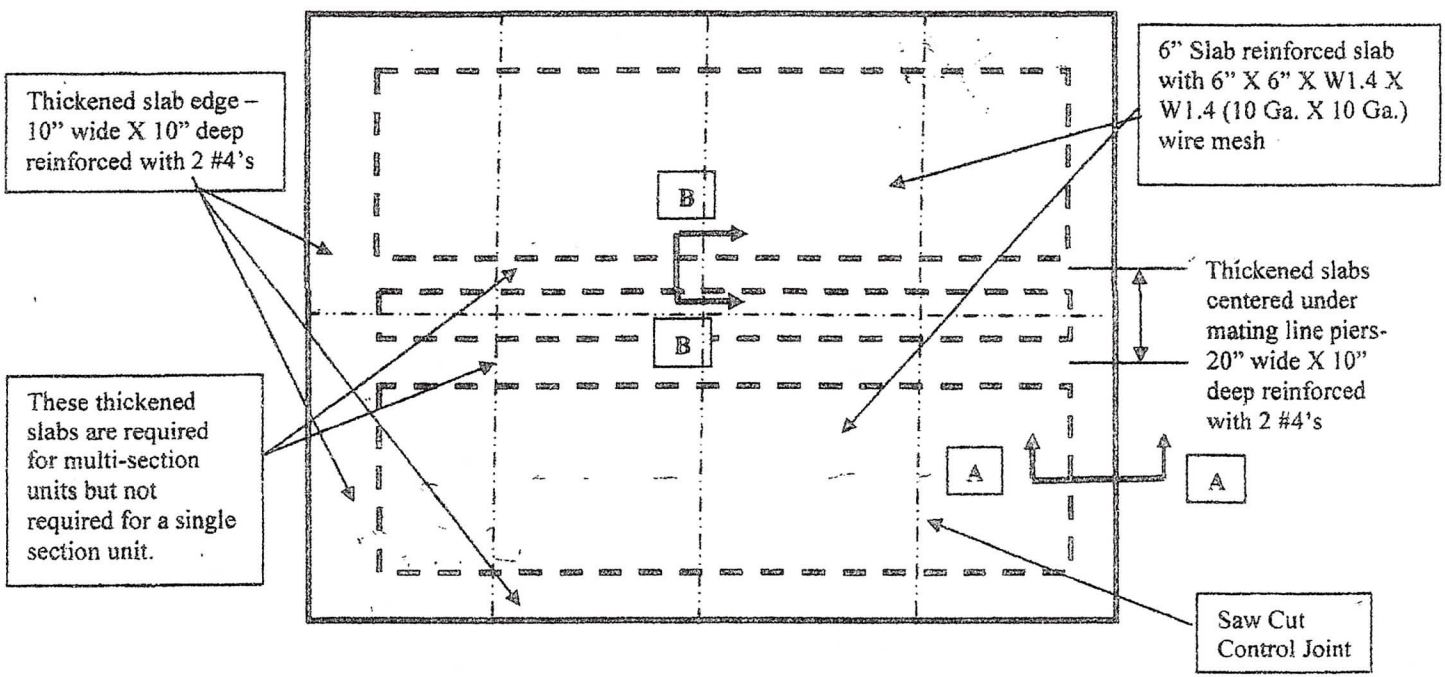 Thickened slab edge –
10” wide X 10” deep
reinforced with 2 #4’s
6” Slab reinforced slab
with 6” X 6” X W1.4 X
W1.4 (10 Ga. X 10 Ga.)
wire mesh
B
B
Thickened slabs
centered under
mating line piers-
20” wide X 10”
deep reinforced
with 2 #4’s
These thickened
slabs are required
for multi-section
units but not
required for a single
section unit.
A
A
Saw Cut
Control Joint